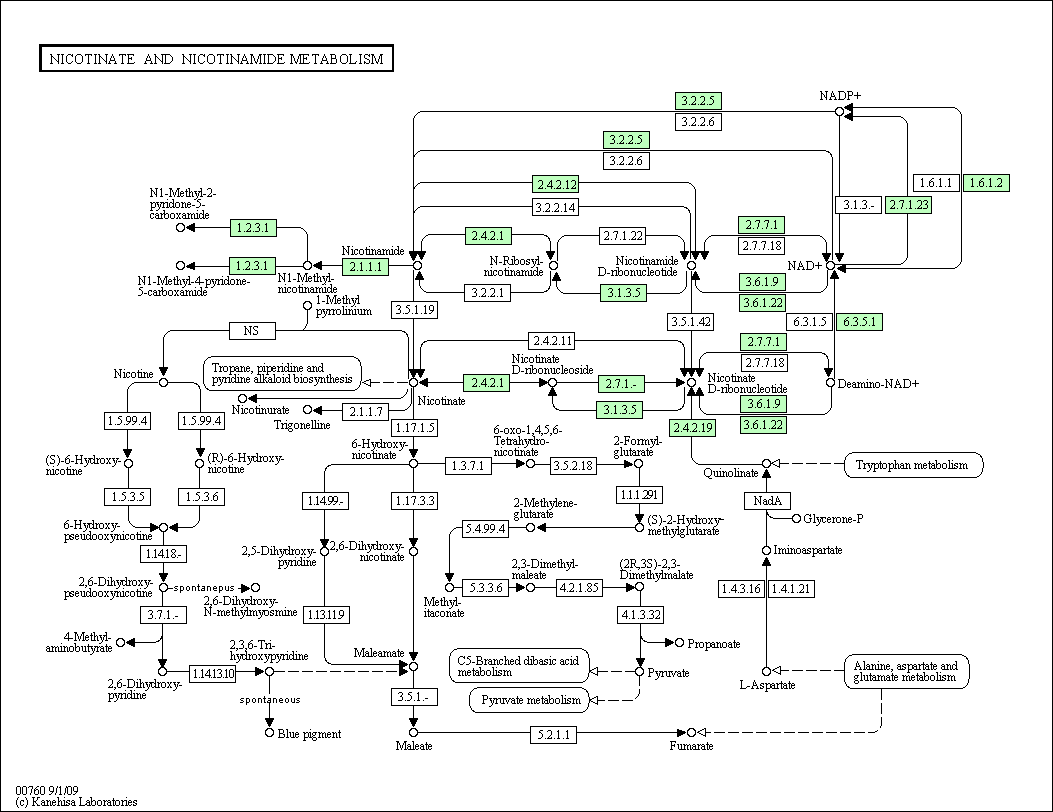 NICOTINATE AND NICOTINAMIDE METABOLISM
NADP+
3.2.2.5
3.2.2.6
3.2.2.5
3.2.2.6
1.6.1.1
1.6.1.2
2.4.2.12
3.2.2.14
3.1.3.-
2.7.1.23
N1-Methyl-2-
pyridone-5-
carboxamide
1.2.3.1
2.4.2.1
2.7.1.22
2.7.7.1
2.7.7.18
Nicotinamide
1.2.3.1
2.1.1.1
N-Ribosyl-
nicotinamide
Nicotinamide
D-ribonucleotide
NAD+
N1-Methyl-4-pyridone-
5-carboxamide
N1-Methyl-
nicotinamide
3.2.2.1
3.1.3.5
3.6.1.9
3.6.1.22
1-Methyl
pyrrolinium
3.5.1.19
3.5.1.42
6.3.1.5
6.3.5.1
NS
2.4.2.11
2.7.7.1
2.7.7.18
Nicotine
Tropane, piperidine and
pyridine alkaloid biosynthesis
Nicotinate
D-ribonucleoside
2.4.2.1
2.7.1.-
Nicotinate
D-ribonucleotide
Deamino-NAD+
Nicotinurate
Nicotinate
Trigonelline
2.1.1.7
3.1.3.5
3.6.1.9
3.6.1.22
1.5.99.4
1.5.99.4
1.17.1.5
2.4.2.19
6-Hydroxy-
nicotinate
6-oxo-1,4,5,6-
Tetrahydro-
nicotinate
2-Formyl-
glutarate
(S)-6-Hydroxy-
nicotine
(R)-6-Hydroxy-
nicotine
1.3.7.1
3.5.2.18
Quinolinate
Tryptophan metabolism
1.5.3.5
1.5.3.6
1.14.99.-
1.17.3.3
1.1.1.291
NadA
2-Methylene-
glutarate
Glycerone-P
6-Hydroxy-
pseudooxynicotine
5.4.99.4
(S)-2-Hydroxy-
methylglutarate
1.14.18.-
2,5-Dihydroxy-
pyridine
2,6-Dihydroxy-
nicotinate
Iminoaspartate
2,3-Dimethyl-
maleate
(2R,3S)-2,3-
Dimethylmalate
2,6-Dihydroxy-
pseudooxynicotine
spontanepus
2,6-Dihydroxy-
N-methylmyosmine
5.3.3.6
4.2.1.85
1.4.3.16
1.4.1.21
Methyl-
itaconate
3.7.1.-
1.13.119
4.1.3.32
4-Methyl-
aminobutyrate
2,3,6-Tri-
hydroxypyridine
Maleamate
Propanoate
C5-Branched dibasic acid
metabolism
Pyruvate
Alanine, aspartate and
glutamate metabolism
L-Aspartate
2,6-Dihydroxy-
pyridine
1.14.13.10
spontaneous
3.5.1.-
Pyruvate metabolism
Blue pigment
Maleate
5.2.1.1
Fumarate
00760 9/1/09
(c) Kanehisa Laboratories